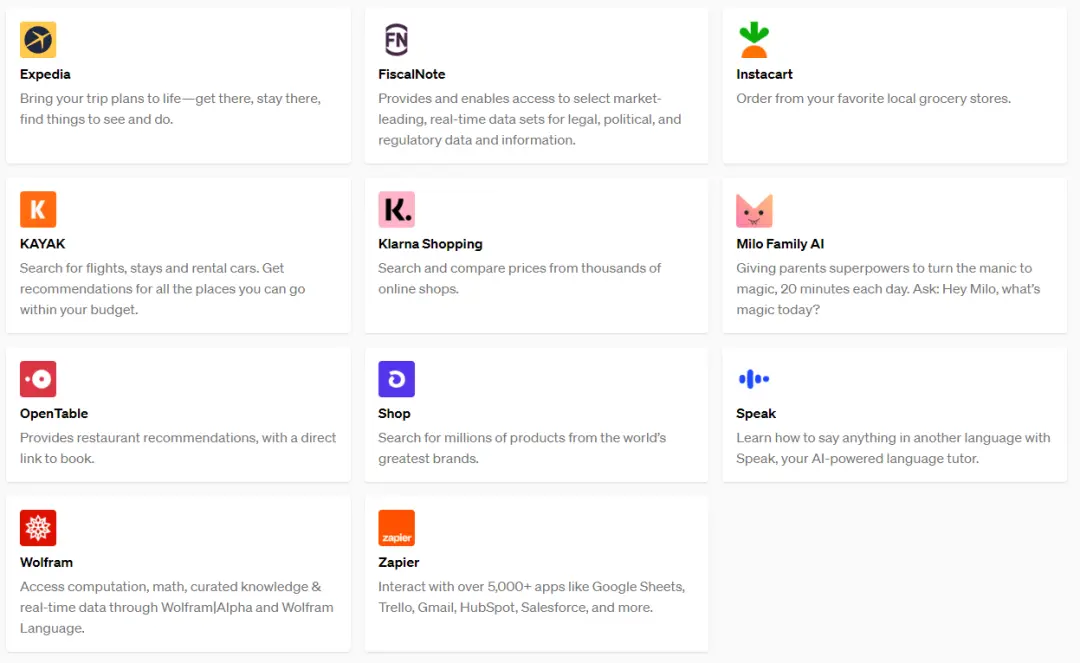 Expedia
Bring your trip plans to life—get there, stay there,
find things to see and do.
FN
FiscalNote
Provides and enables access to select market-
leading, real-time data sets for legal, political, and
regulatory data and information.
Instacart
Order from your favorite local grocery stores.
K
KAYAK
Search for flights, stays and rental cars. Get
recommendations for all the places you can go
within your budget.
K.
Klarna Shopping
Search and compare prices from thousands of
online shops.
Milo Family AI
Giving parents superpowers to turn the manic to
magic, 20 minutes each day. Ask: Hey Milo, what's
magic today?
OpenTable
Provides restaurant recommendations, with a direct
link to book.
Shop
Search for millions of products from the world's
greatest brands.
Speak
Learn how to say anything in another language with
Speak, your AI-powered language tutor.
Wolfram
Access computation, math, curated knowledge &
real-time data through Wolfram|Alpha and Wolfram
Language.
zapier
Zapier
Interact with over 5,000+ apps like Google Sheets,
Trello, Gmail, HubSpot, Salesforce, and more.